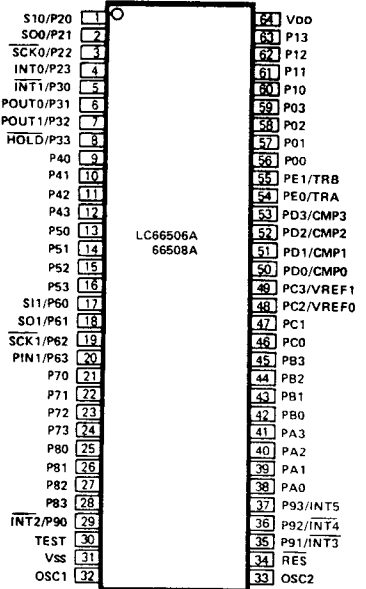 S10/P20 1
SO0/P21 2
SCK0/P22 3
INT0/P23 4
INT1/P30 5
POUT0/P31 6
POUT1/P32 7
HOLD/P33 8
P40 9
P41 10
P42 11
P43 12
P50 13
P51 14
P52 15
P53 16
SI1/P60 17
SO1/P61 18
SCK1/P62 19
PIN1/P63 20
P70 21
P71 22
P72 23
P73 24
P80 25
P81 26
P82 27
P83 28
INT2/P90 29
TEST 30
Vss 31
OSC1 32
LC66506A
66508A
64 VDD
63 P13
62 P12
61 P11
60 P10
59 P03
58 P02
57 P01
56 P00
55 PE1/TRB
54 PE0/TRA
53 PD3/CMP3
52 PD2/CMP2
51 PD1/CMP1
50 PD0/CMP0
49 PC3/VREF1
48 PC2/VREF0
47 PC1
46 PC0
45 PB3
44 PB2
43 PB1
42 PB0
41 PA3
40 PA2
39 PA1
38 PA0
37 P93/INT5
36 P92/INT4
35 P91/INT3
34 RES
33 OSC2